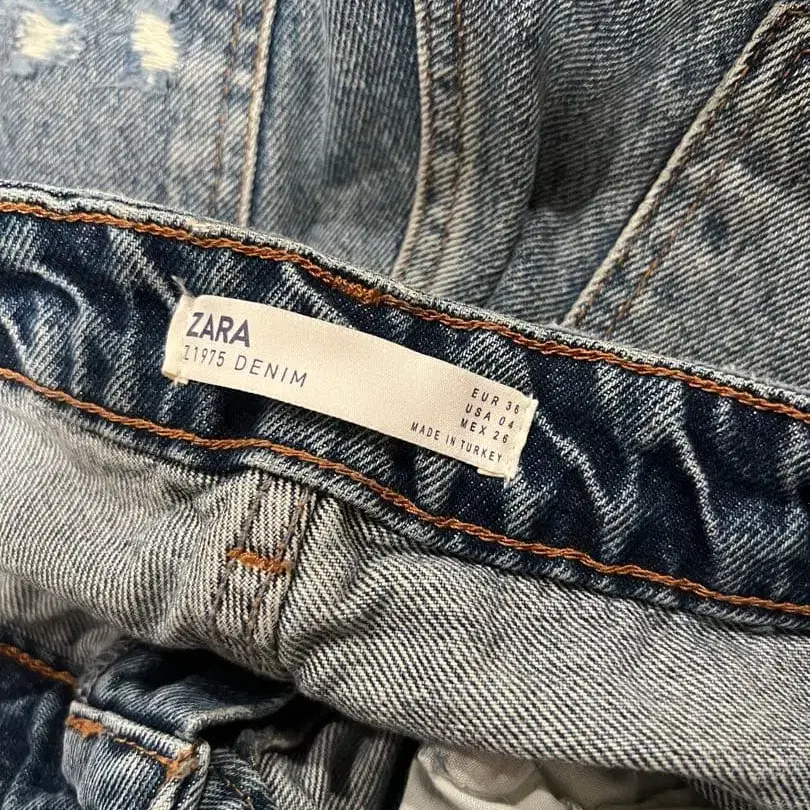 ZARA
Z1975 DENIM
EUR 36
USA 04
MEX 26
MADE IN TURKEY